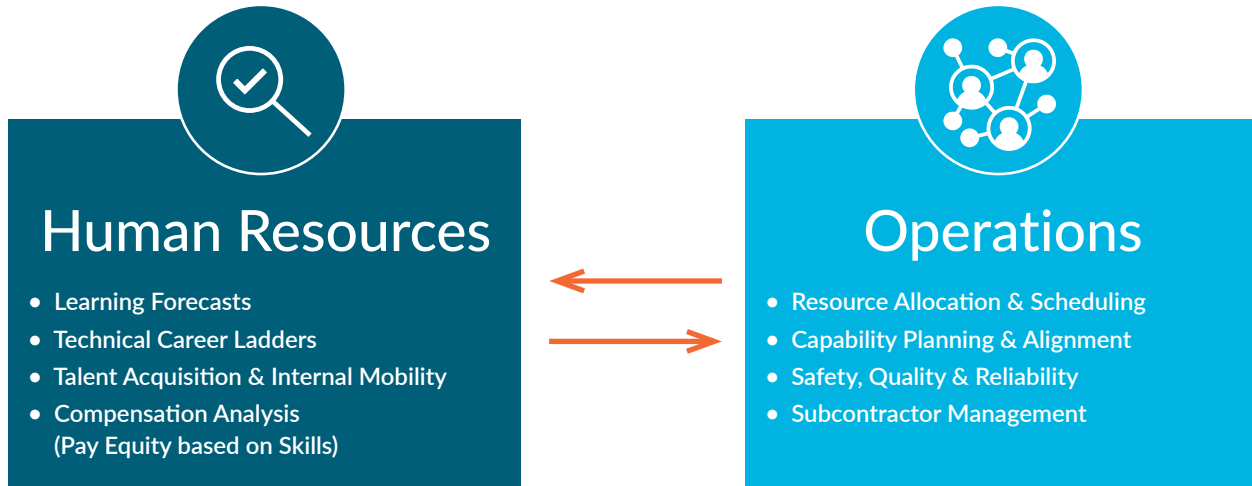 Human Resources
• Learning Forecasts
• Technical Career Ladders
• Talent Acquisition & Internal Mobility
• Compensation Analysis
(Pay Equity based on Skills)
Operations
• Resource Allocation & Scheduling
• Capability Planning & Alignment
• Safety, Quality & Reliability
• Subcontractor Management